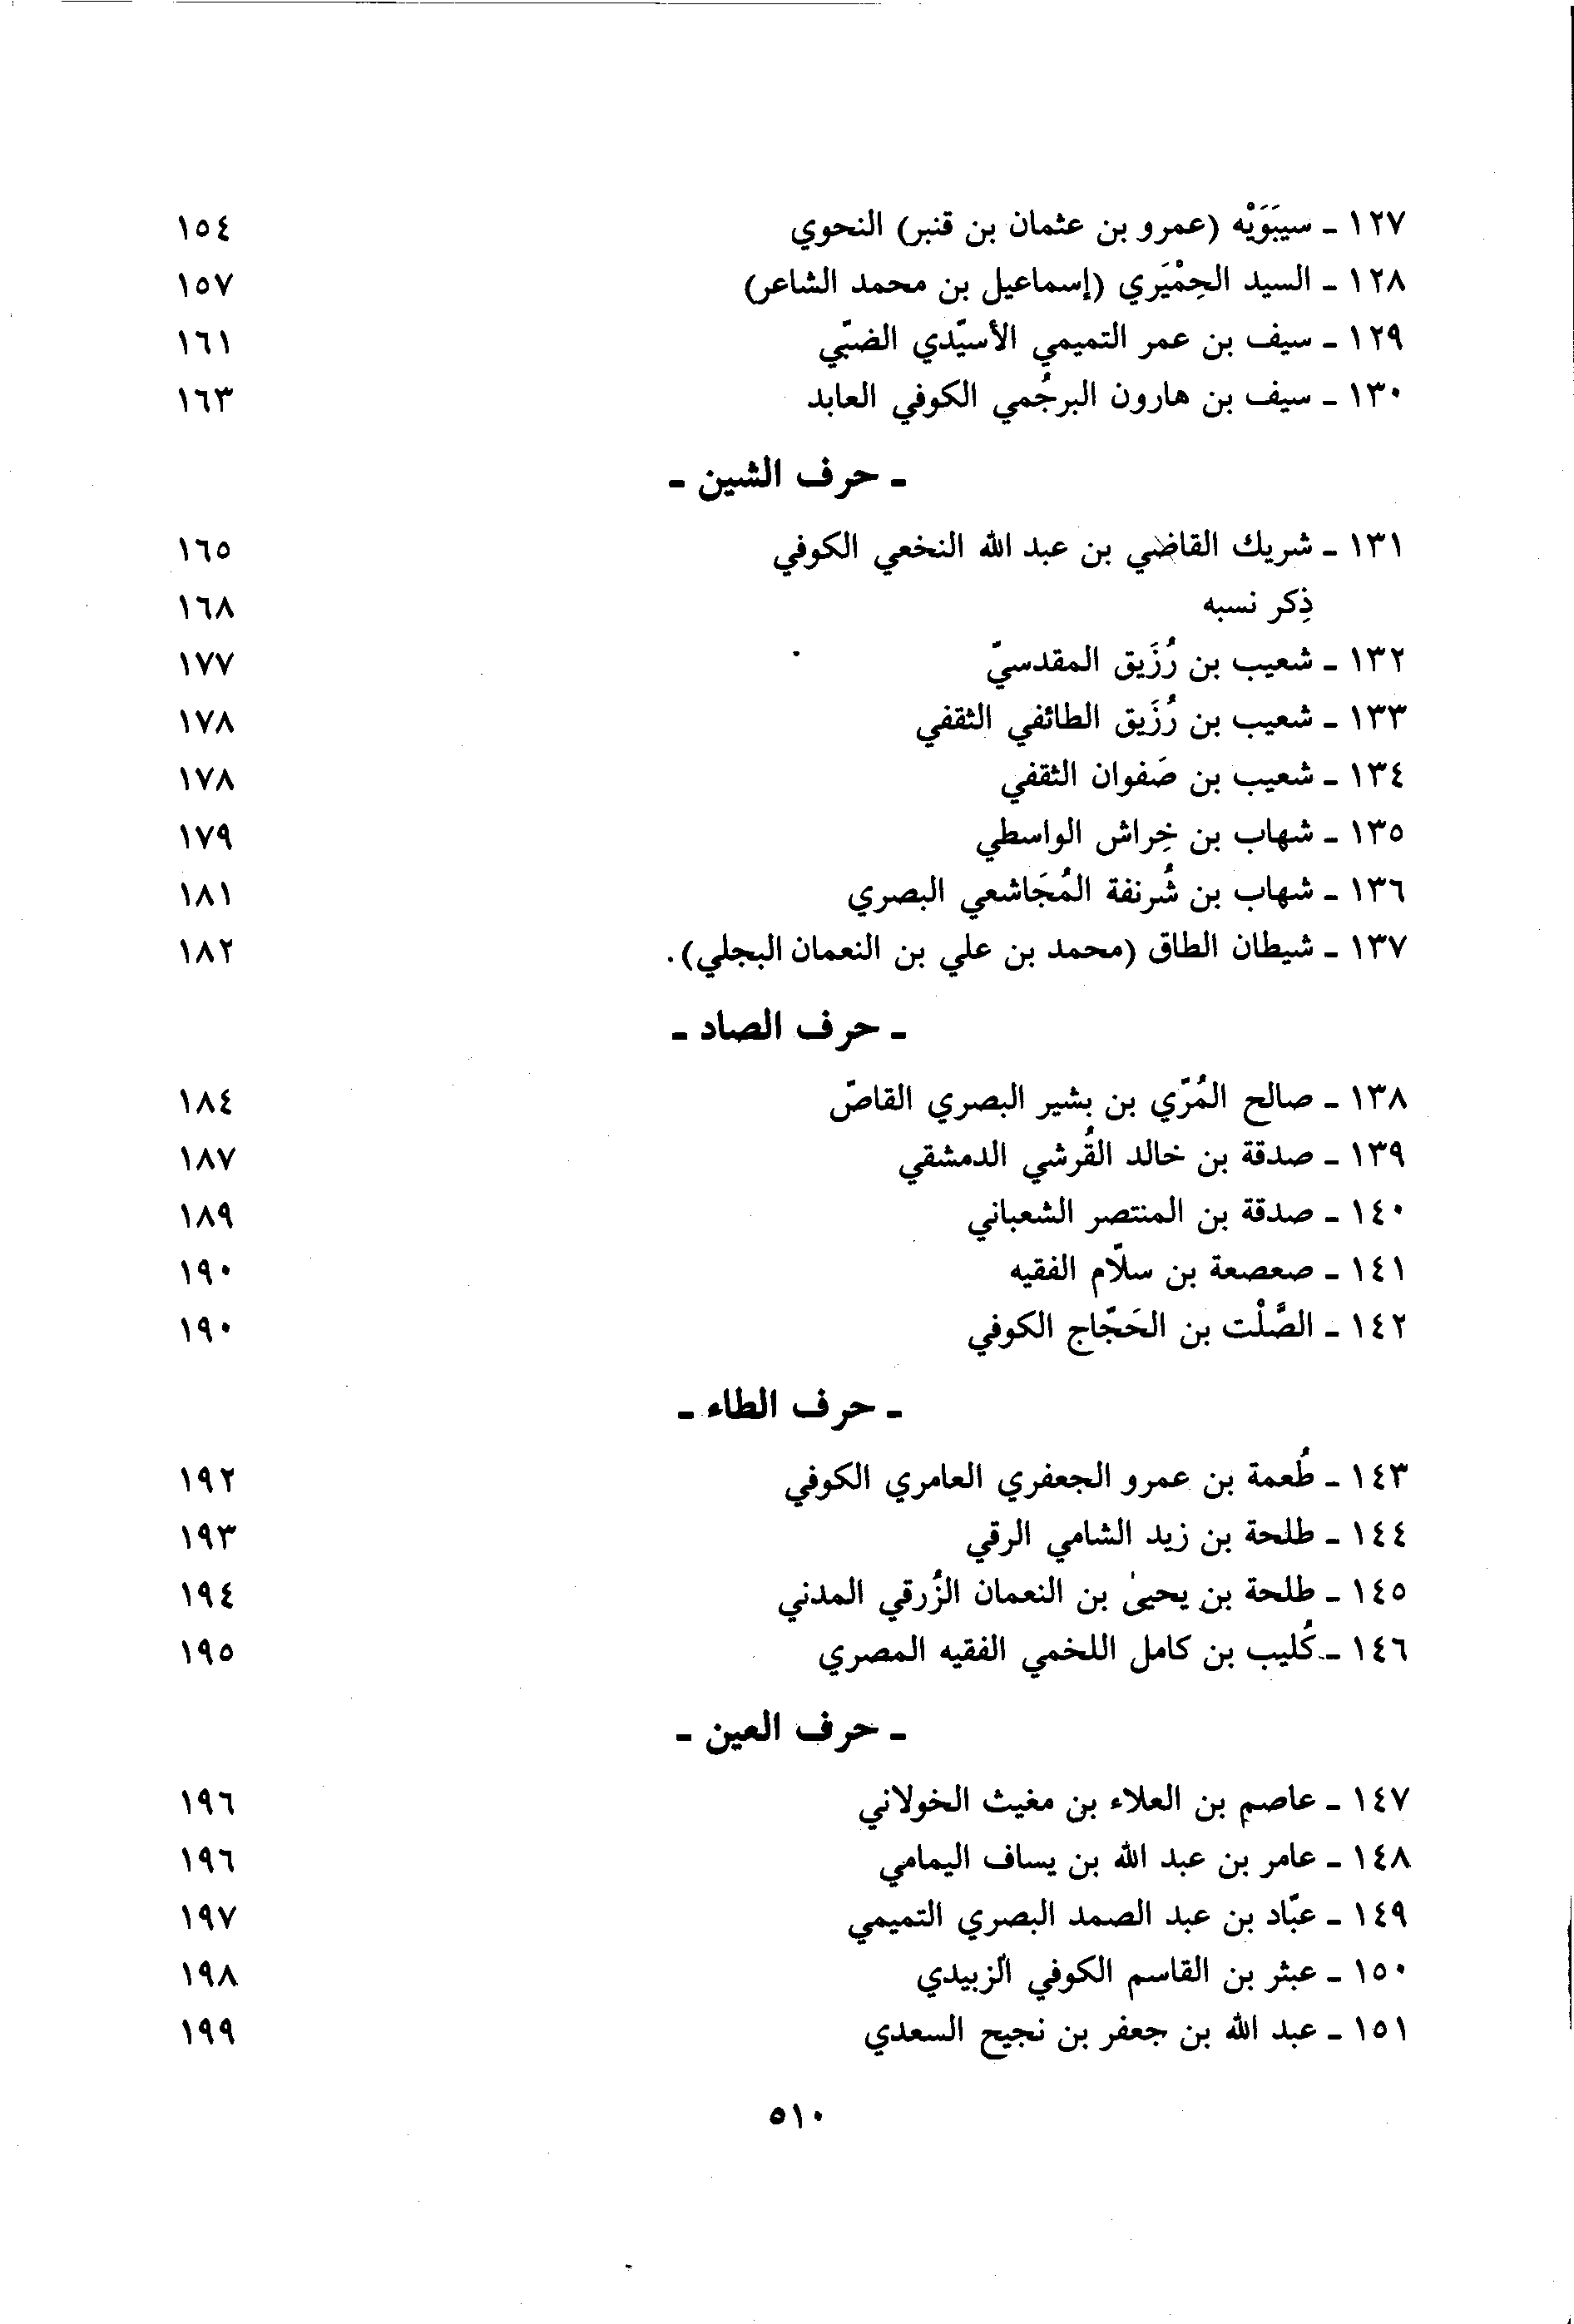 ١٢٧ ـ سيبَوَيْه (عمرو بن عثمان بن قنبر) النحوي ١٥٤
١٢٨ ـ السيد الحِمْيَري (إسماعيل بن محمد الشاعر) ١٥٧
١٢٩ ـ سيف بن عمر التميمي الأسيّدي الضبّي ١٦١
١٣٠ ـ سيف بن هارون البرجُمي الكوفي العابد ١٦٣
ـ حرف الشين ـ
١٣١ ـ شريك القاضي بن عبد الله النخعي الكوفي ١٦٥
ذِكر نسبه ١٦٨
١٣٢ ـ شعيب بن رُزَيق المقدسيّ ١٧٧
١٣٣ ـ شعيب بن رُزَيق الطائفي الثقفي ١٧٨
١٣٤ ـ شعيب بن صَفوان الثقفي ١٧٨
١٣٥ ـ شهاب بن خِراش الواسطي ١٧٩
١٣٦ ـ شهاب بن شُرنفة المُجَاشعي البصري ١٨١
١٣٧ ـ شيطان الطاق (محمد بن علي بن النعمان البجلي). ١٨٢
ـ حرف الصاد ـ
١٣٨ ـ صالح المُرّي بن بشير البصري القاصّ ١٨٤
١٣٩ ـ صدقة بن خالد القُرشي الدمشقي ١٨٧
١٤٠ ـ صدقة بن المنتصر الشعباني ١٨٩
١٤١ ـ صعصعة بن سلّام الفقيه ١٩٠
١٤٢ ـ الصَّلْت بن الحَجّاج الكوفي ١٩٠
ـ حرف الطاء ـ
١٤٣ ـ طُعمة بن عمرو الجعفري العامري الكوفي ١٩٢
١٤٤ ـ طلحة بن زيد الشامي الرقي ١٩٣
١٤٥ ـ طلحة بن يحيىٰ بن النعمان الزُرقي المدني ١٩٤
١٤٦ ـ كُليب بن كامل اللخمي الفقيه المصري ١٩٥
ـ حرف العين ـ
١٤٧ ـ عاصم بن العلاء بن مغيث الخولاني ١٩٦
١٤٨ ـ عامر بن عبد الله بن يساف اليمامي ١٩٦
١٤٩ ـ عبّاد بن عبد الصمد البصري التميمي ١٩٧
١٥٠ ـ عبثر بن القاسم الكوفي الزبيدي ١٩٨
١٥١ ـ عبد الله بن جعفر بن نجيح السعدي ١٩٩
٥١٠